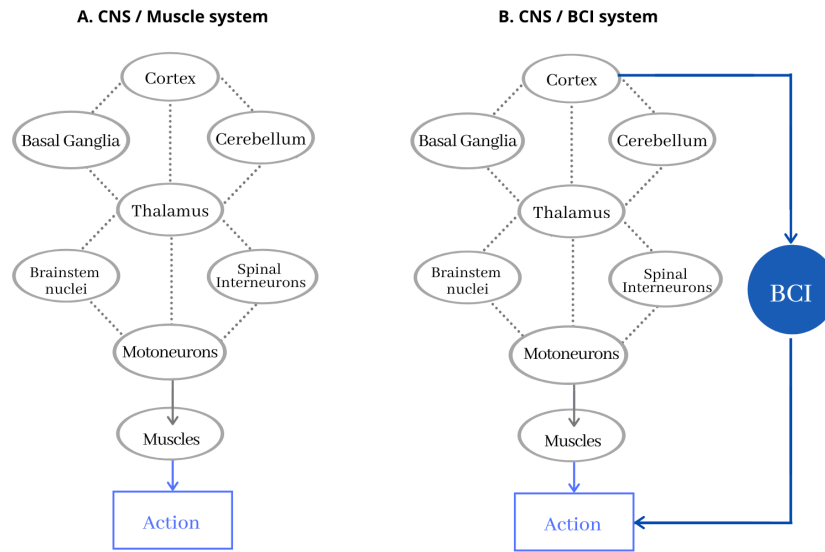 A. CNS / Muscle system
Cortex
Basal Ganglia
Cerebellum
Thalamus
Brainstem
nuclei
Spinal
Interneurons
Motoneurons
Muscles
Action
B. CNS / BCI system
Cortex
Basal Ganglia
Cerebellum
Thalamus
Brainstem
nuclei
Spinal
Interneurons
BCI
Motoneurons
Muscles
Action